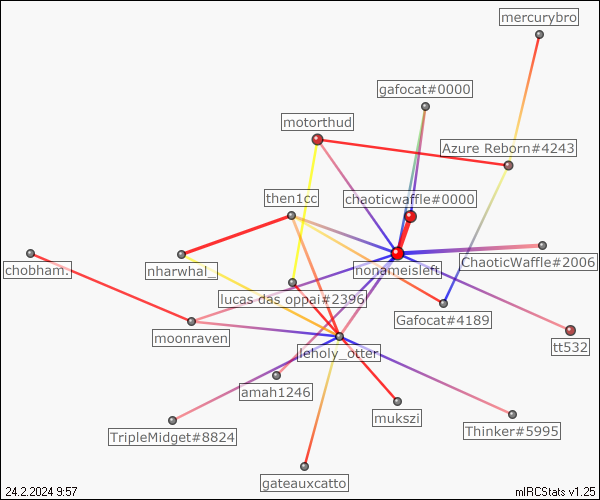 mercurybro
gafocat#0000
motorthud
Azure Reborn#4243
then1cc
chaoticwaffle#0000
chobham.
nharwhal_
nonameisleft
ChaoticWaffle#2006
lucas das oppai#2396
Gafocat#4189
moonraven
leholy_otter
tt532
amah1246
mukszi
TripleMidget#8824
Thinker#5995
gateauxcatto
24.2.2024 9:57
mIRCStats v1.25